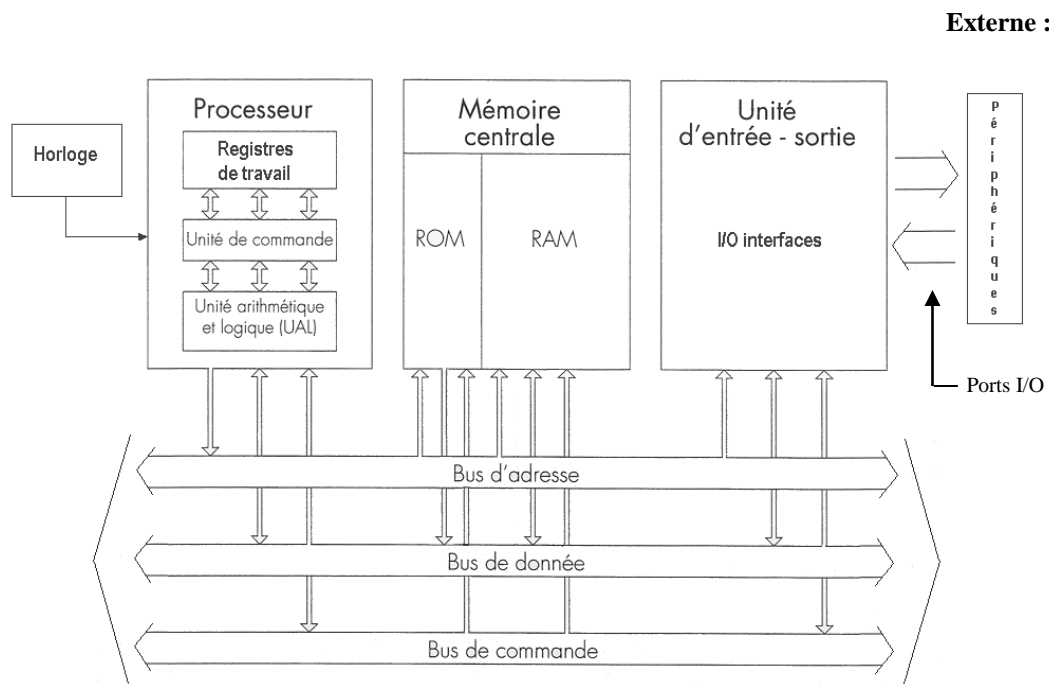 Externe :
Processeur
Mémoire
centrale
Unité
d'entrée - sortie
Horloge
Registres
de travail
Unité de commande
Unité arithmétique
et logique (UAL)
ROM
RAM
I/O interfaces
périphériques
Ports I/O
Bus d'adresse
Bus de donnée
Bus de commande